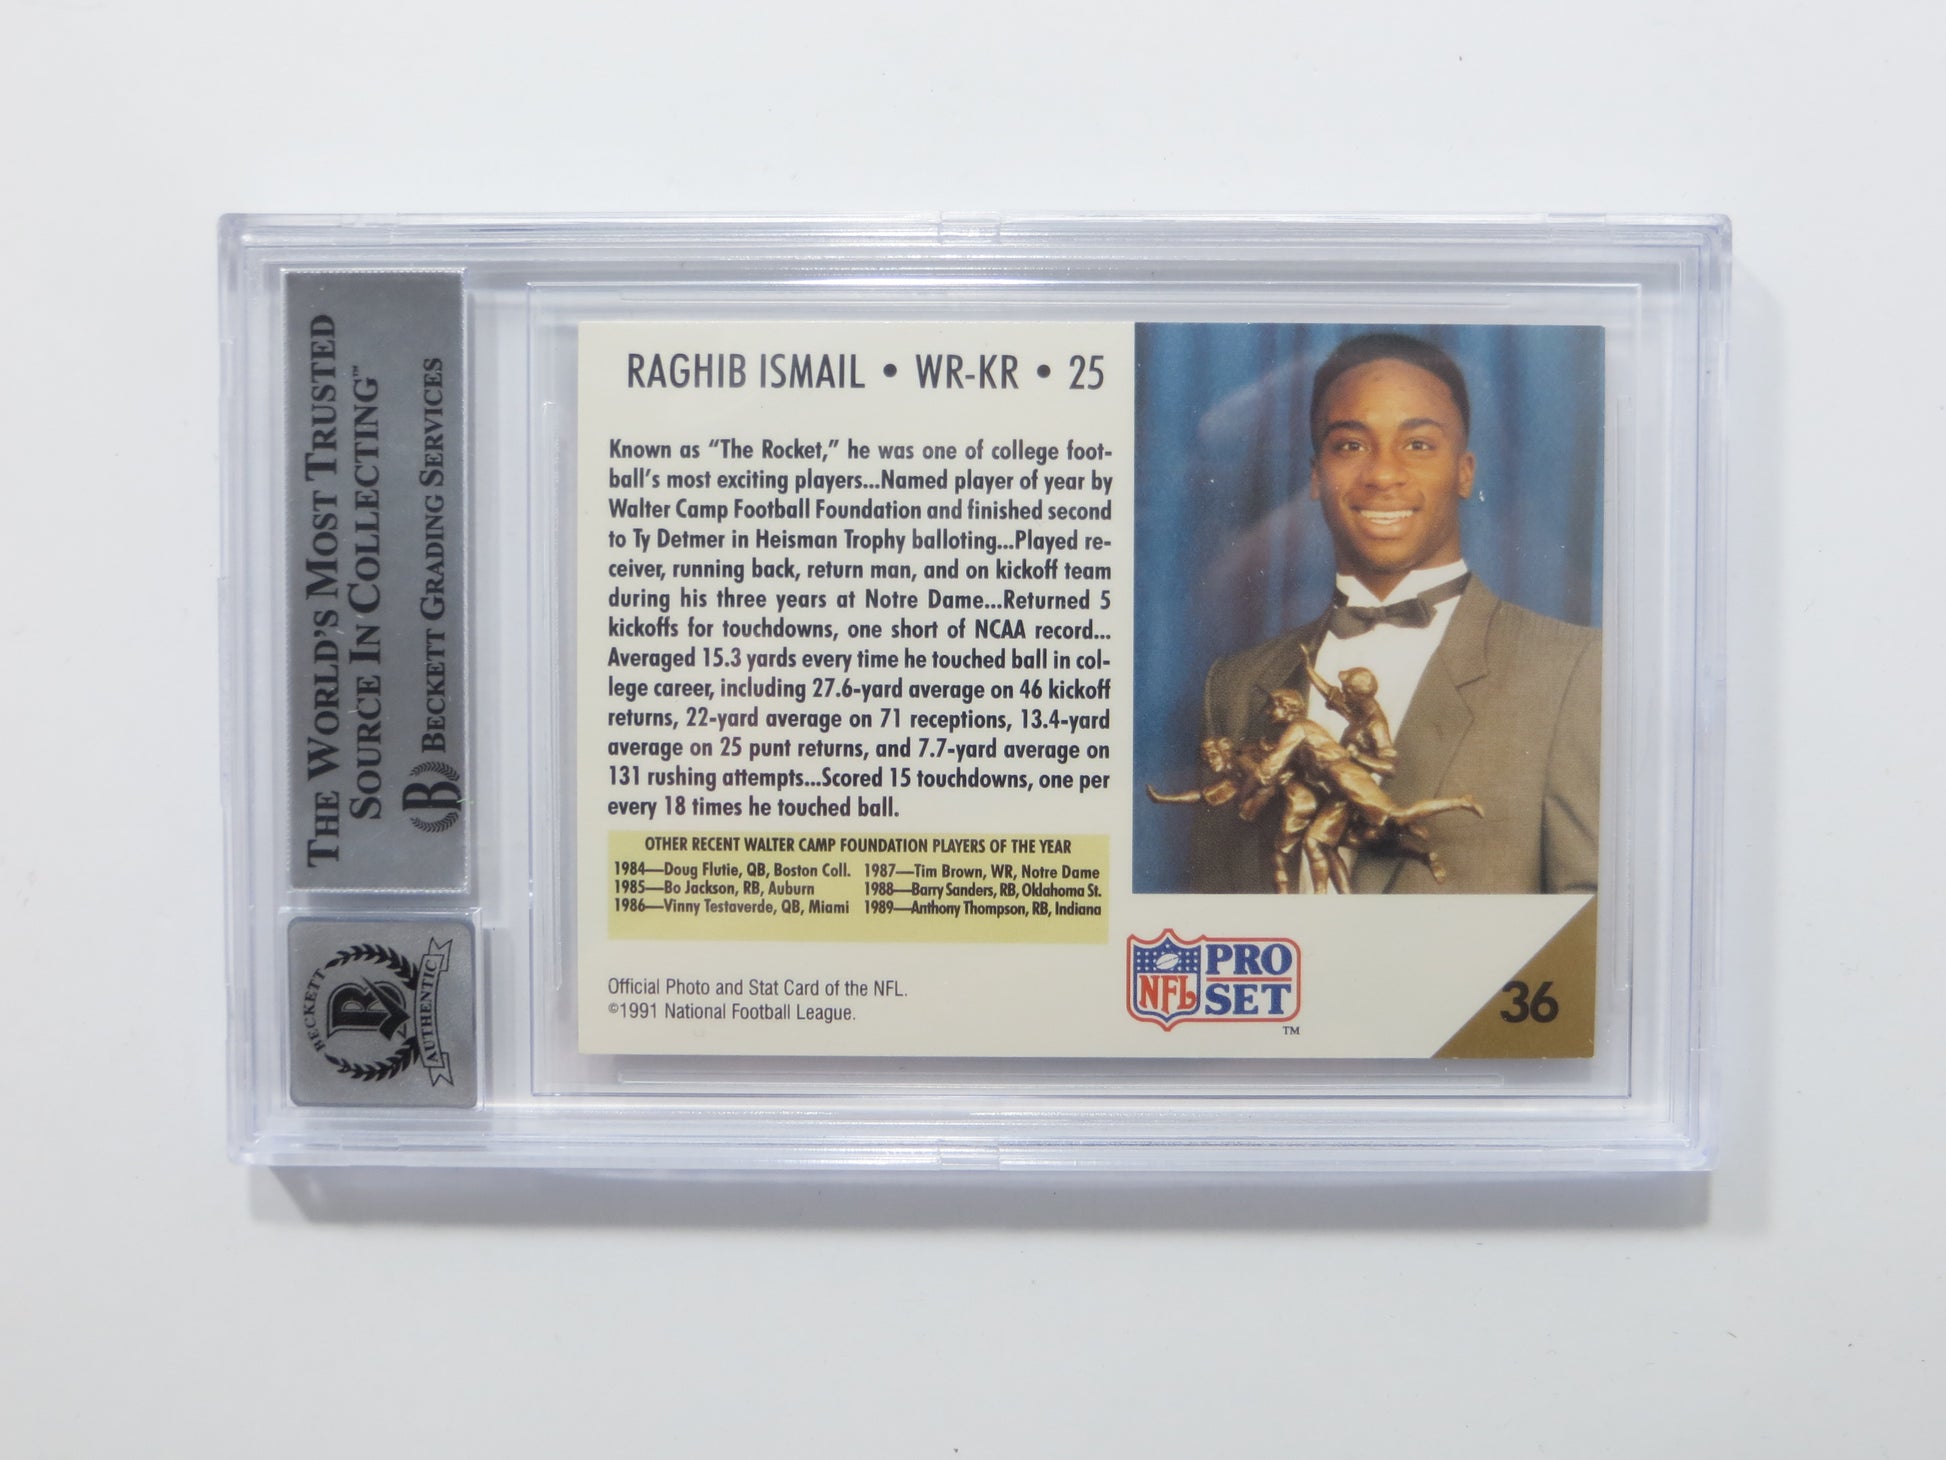 THE WORLD'S MOST TRUSTED
SOURCE IN COLLECTING™
B BECKETT GRADING SERVICES
BECKETT
B
AUTHENTIC
RAGHIB ISMAIL • WR-KR • 25
Known as “The Rocket,” he was one of college foot-
ball’s most exciting players...Named player of year by
Walter Camp Football Foundation and finished second
to Ty Detmer in Heisman Trophy balloting...Played re-
ceiver, running back, return man, and on kickoff team
during his three years at Notre Dame...Returned 5
kickoffs for touchdowns, one short of NCAA record...
Averaged 15.3 yards every time he touched ball in col-
lege career, including 27.6-yard average on 46 kickoff
returns, 22-yard average on 71 receptions, 13.4-yard
average on 25 punt returns, and 7.7-yard average on
131 rushing attempts...Scored 15 touchdowns, one per
every 18 times he touched ball.
OTHER RECENT WALTER CAMP FOUNDATION PLAYERS OF THE YEAR
1984—Doug Flutie, QB, Boston Coll. 1987—Tim Brown, WR, Notre Dame
1985—Bo Jackson, RB, Auburn 1988—Barry Sanders, RB, Oklahoma St.
1986—Vinny Testaverde, QB, Miami 1989—Anthony Thompson, RB, Indiana
Official Photo and Stat Card of the NFL.
©1991 National Football League.
NFL PRO
SET
TM
36